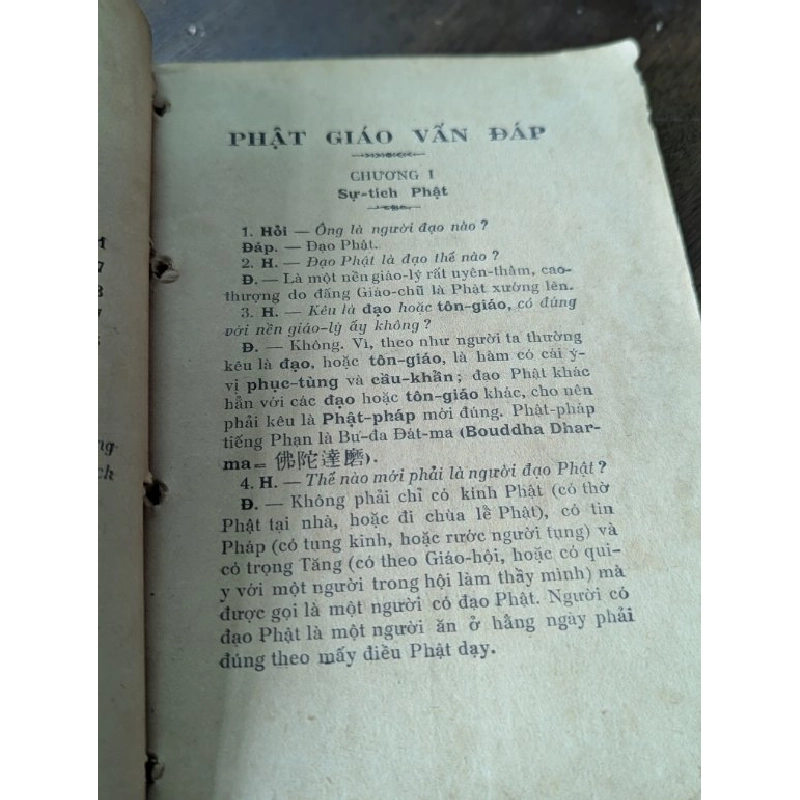 PHẬT GIÁO VẤN ĐÁP
CHƯƠNG I
Sự-tích Phật
1. Hỏi — Ông là người đạo nào ?
Đáp. — Đạo Phật.
2. H. — Đạo Phật là đạo thế nào ?
Đ. — Là một nền giáo-lý rất uyên-thâm, cao-
thượng do đấng Giáo-chủ là Phật xướng lên.
3. H. — Kêu là đạo hoặc tôn-giáo, có đúng
với nền giáo-lý ấy không ?
Đ. — Không. Vì, theo như người ta thường
kêu là đạo, hoặc tôn-giáo, là hàm có cái ý-
vị phục-tùng và cầu-khẩn ; đạo Phật khác
hẳn với các đạo hoặc tôn-giáo khác, cho nên
phải kêu là Phật-pháp mới đúng. Phật-pháp
tiếng Phạn là Bư-đa Đát-ma (Bouddha Dhar-
ma = 佛陀達磨).
4. H. — Thế nào mới phải là người đạo Phật ?
Đ. — Không phải chỉ có kính Phật (có thờ
Phật tại nhà, hoặc đi chùa lễ Phật), có tin
Pháp (có tụng kinh, hoặc rước người tụng) và
có trọng Tăng (có theo Giáo-hội, hoặc có qui-
y với một người trong hội làm thầy mình) mà
được gọi là một người có đạo Phật. Người có
đạo Phật là một người ăn ở hằng ngày phải
đúng theo mấy điều Phật dạy.
1
7
3
7
ng
ch